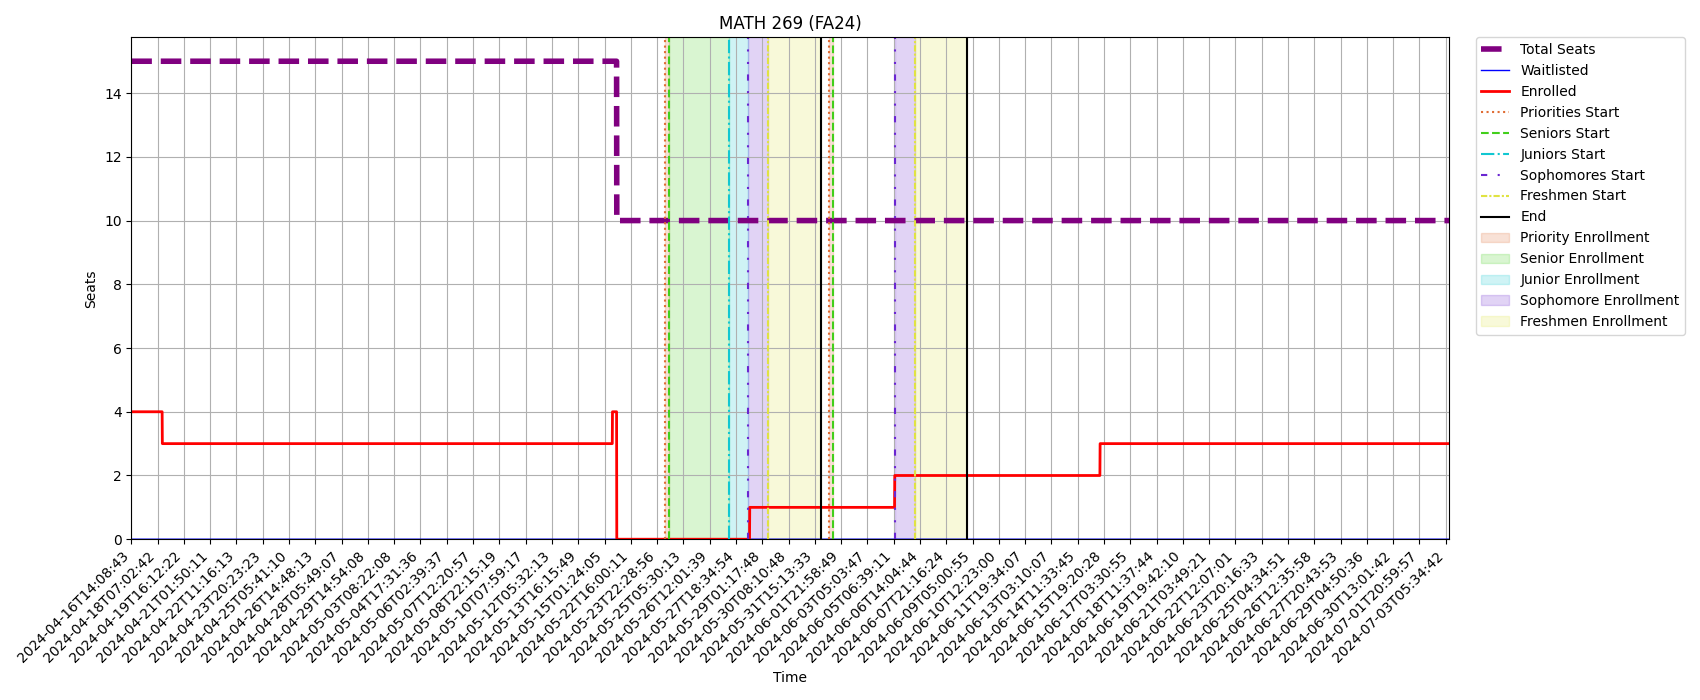 MATH 269 (FA24)
Total Seats
Waitlisted
Enrolled
Priorities Start
Seniors Start
Juniors Start
Sophomores Start
Freshmen Start
End
Priority Enrollment
Senior Enrollment
Junior Enrollment
Sophomore Enrollment
Freshmen Enrollment
Seats
14
12
10
8
6
4
2
0
2024-04-16T14:08:43
2024-04-18T07:02:42
2024-04-19T16:12:22
2024-04-21T01:50:11
2024-04-22T11:16:13
2024-04-23T20:23:23
2024-04-25T05:41:10
2024-04-26T14:48:13
2024-04-28T05:49:07
2024-04-29T14:54:08
2024-05-03T08:22:08
2024-05-04T17:31:36
2024-05-06T02:39:37
2024-05-07T12:20:57
2024-05-08T22:15:19
2024-05-10T07:59:17
2024-05-12T05:32:13
2024-05-13T16:15:49
2024-05-15T01:24:05
2024-05-22T16:00:11
2024-05-23T22:28:56
2024-05-25T05:30:13
2024-05-26T12:01:39
2024-05-27T18:34:54
2024-05-29T01:17:48
2024-05-30T08:10:48
2024-05-31T15:13:33
2024-06-01T21:58:49
2024-06-03T05:03:47
2024-06-05T06:39:11
2024-06-06T14:04:44
2024-06-07T21:16:24
2024-06-09T05:00:55
2024-06-10T12:23:00
2024-06-11T19:34:07
2024-06-13T03:10:07
2024-06-14T11:33:45
2024-06-15T19:20:28
2024-06-17T03:30:55
2024-06-18T11:37:44
2024-06-19T19:42:10
2024-06-21T03:49:21
2024-06-22T12:07:01
2024-06-23T20:16:33
2024-06-25T04:34:51
2024-06-26T12:35:58
2024-06-27T20:43:53
2024-06-29T04:50:36
2024-06-30T13:01:42
2024-07-01T20:59:57
2024-07-03T05:34:42
Time